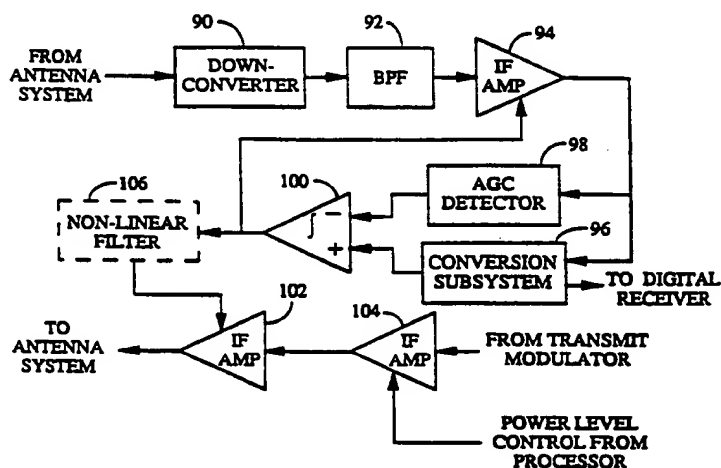 90
92
94
FROM
ANTENNA
SYSTEM
DOWN-
CONVERTER
BPF
IF
AMP
98
106
100
AGC
DETECTOR
96
NON-LINEAR
FILTER
∫
−
+
CONVERSION
SUBSYSTEM
TO DIGITAL
RECEIVER
102
104
TO
ANTENNA
SYSTEM
IF
AMP
IF
AMP
FROM TRANSMIT
MODULATOR
POWER LEVEL
CONTROL FROM
PROCESSOR